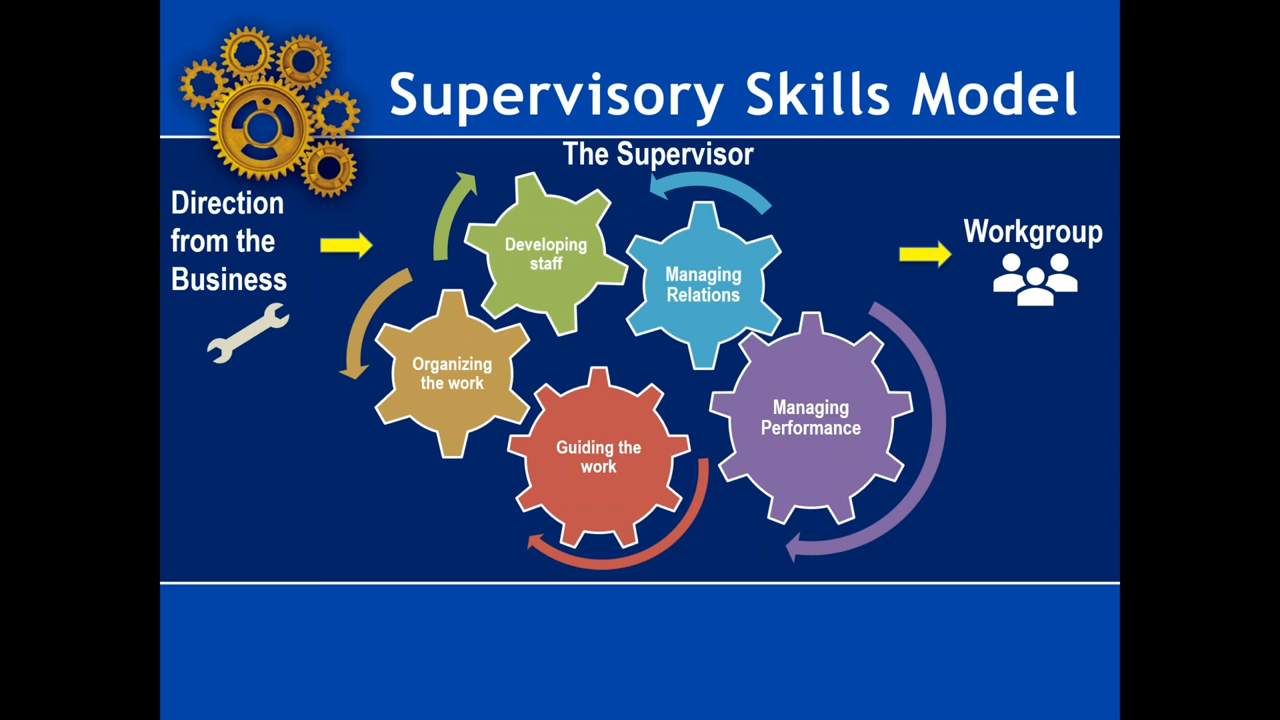 Supervisory Skills Model
The Supervisor
Direction
from the
Business
Workgroup
Developing
staff
Managing
Relations
Organizing
the work
Guiding the
work
Managing
Performance